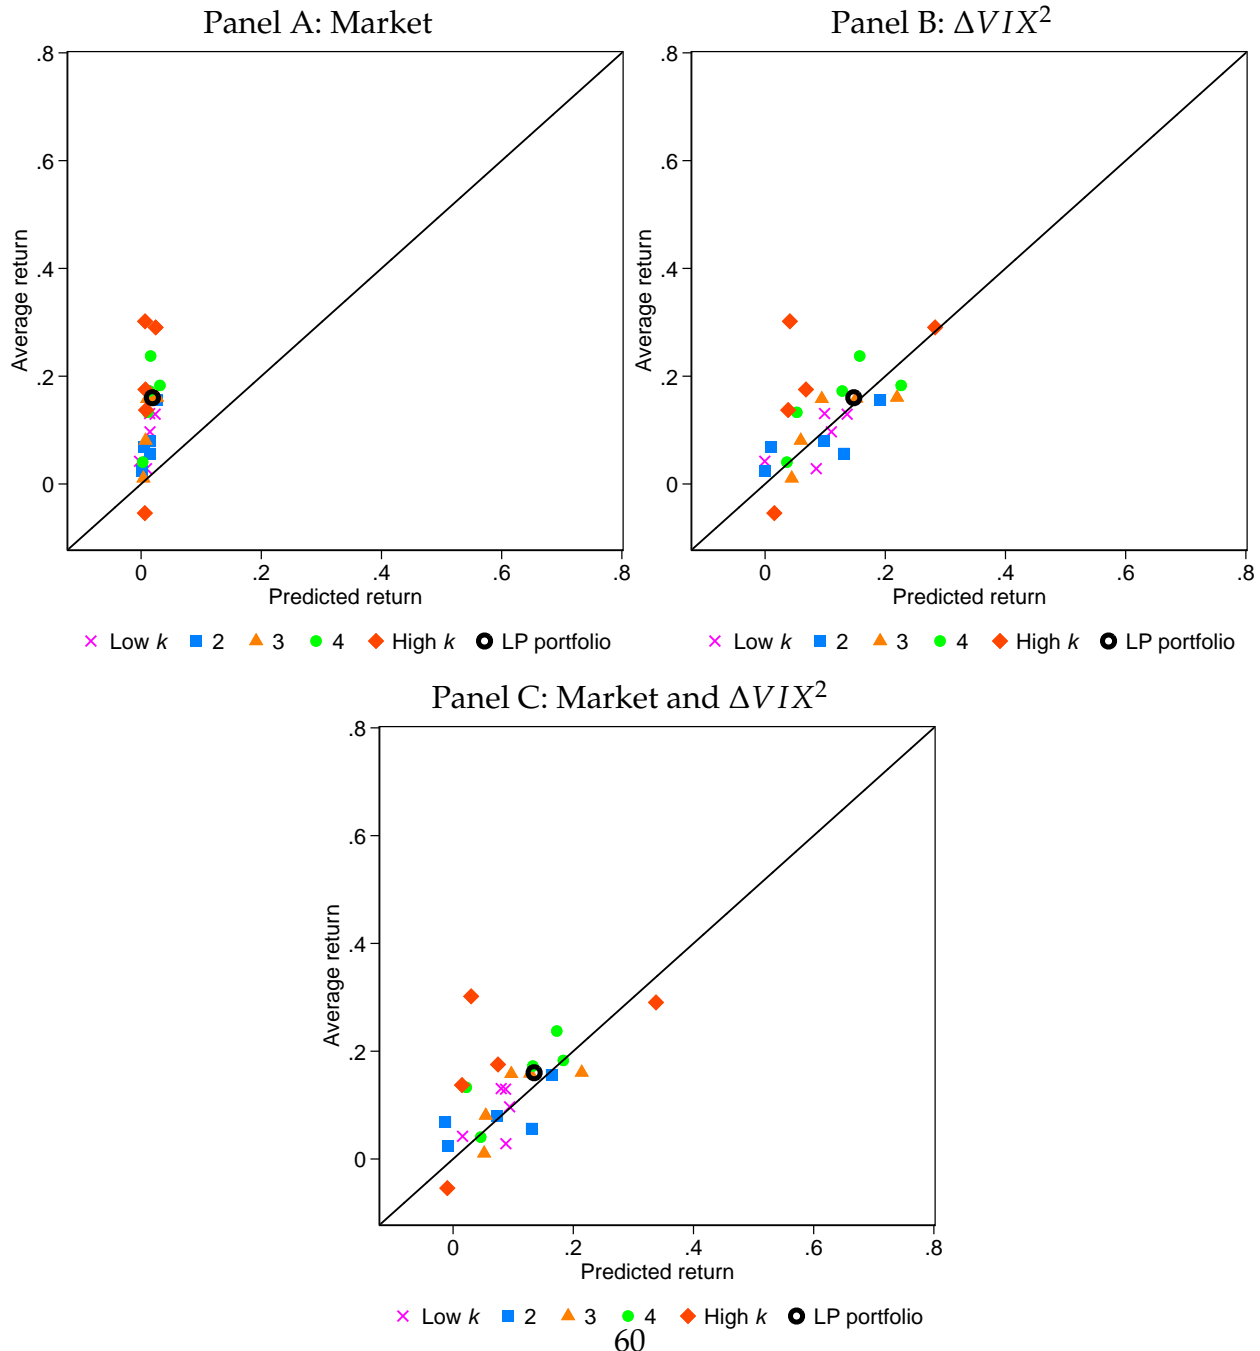 Panel A: Market
.8
.6
.4
.2
0
Average return
0 .2 .4 .6 .8
Predicted return
Low k 2 3 4 High k LP portfolio
Panel B: ΔVIX²
.8
.6
.4
.2
0
Average return
0 .2 .4 .6 .8
Predicted return
Low k 2 3 4 High k LP portfolio
Panel C: Market and ΔVIX²
.8
.6
.4
.2
0
Average return
0 .2 .4 .6 .8
Predicted return
Low k 2 3 4 High k LP portfolio
60